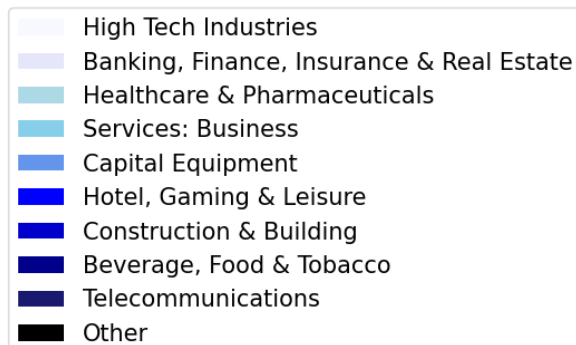 High Tech Industries
Banking, Finance, Insurance & Real Estate
Healthcare & Pharmaceuticals
Services: Business
Capital Equipment
Hotel, Gaming & Leisure
Construction & Building
Beverage, Food & Tobacco
Telecommunications
Other